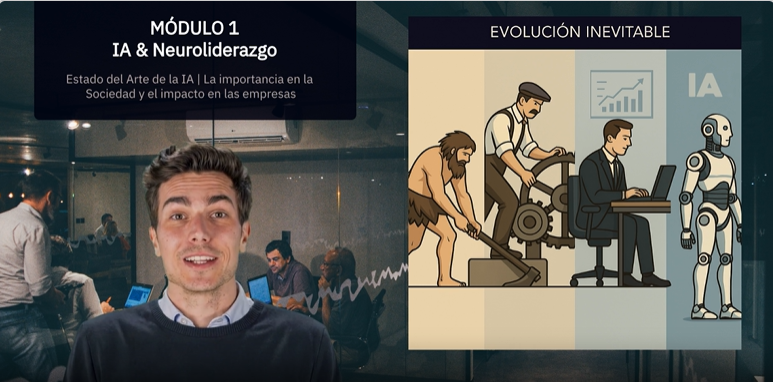 MÓDULO 1
IA & Neuroliderazgo
Estado del Arte de la IA | La importancia en la
Sociedad y el impacto en las empresas
EVOLUCIÓN INEVITABLE
IA